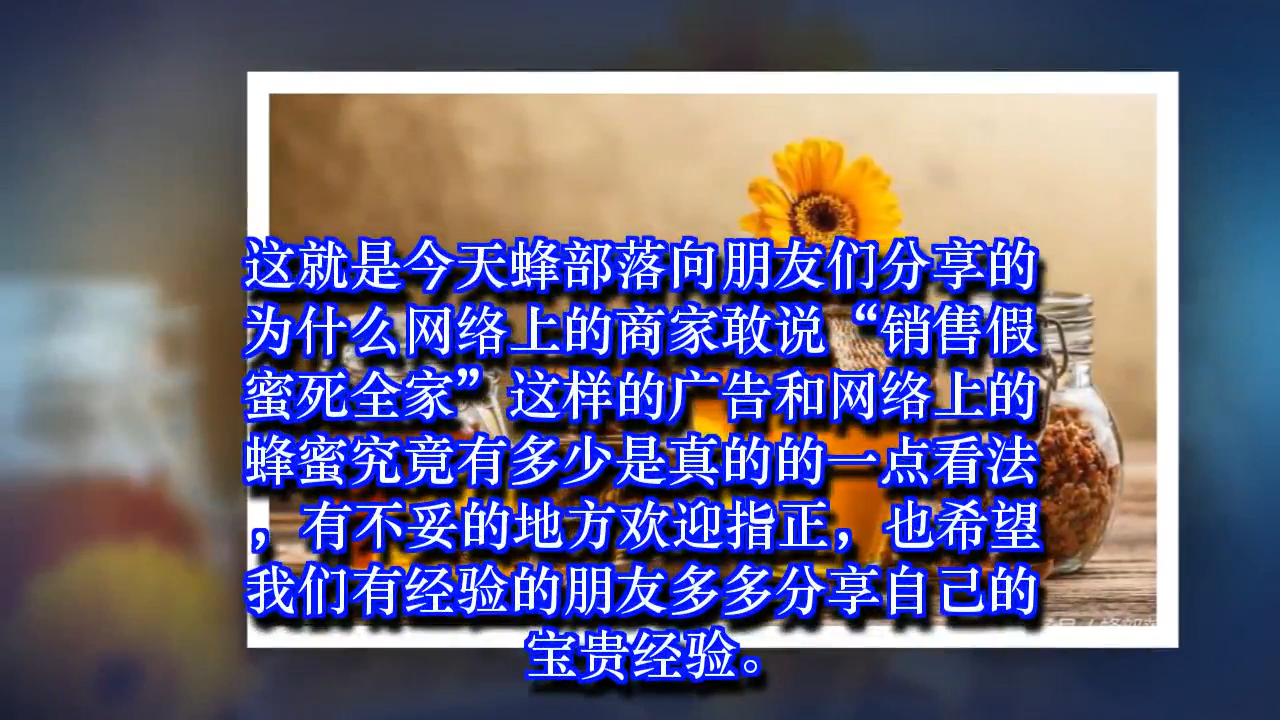 这就是今天蜂部落向朋友们分享的
为什么网络上的商家敢说“销售假
蜜死全家”这样的广告和网络上的
蜂蜜究竟有多少是真的的一点看法
，有不妥的地方欢迎指正，也希望
我们有经验的朋友多多分享自己的
宝贵经验。